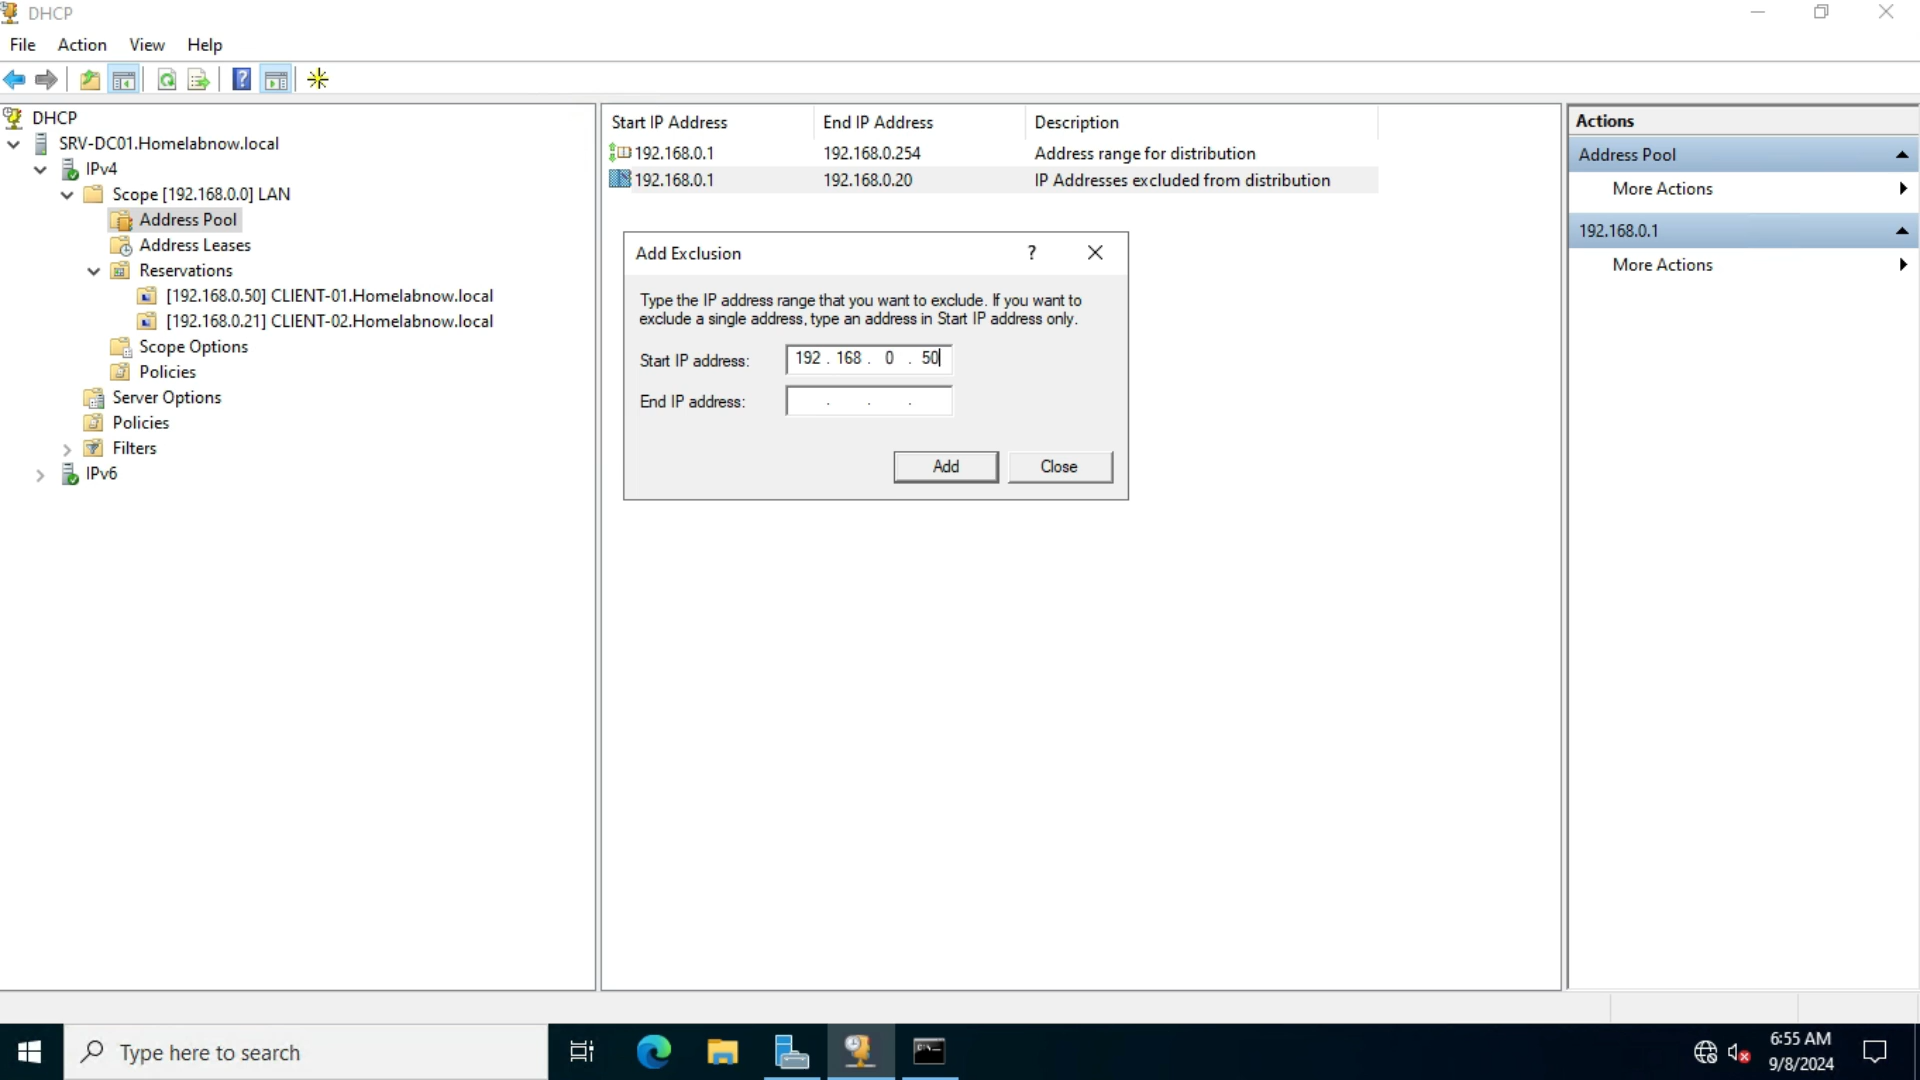 DHCP
File Action View Help
DHCP
SRV-DC01.Homelabnow.local
IPv4
Scope [192.168.0.0] LAN
Address Pool
Address Leases
Reservations
[192.168.0.50] CLIENT-01.Homelabnow.local
[192.168.0.21] CLIENT-02.Homelabnow.local
Scope Options
Policies
Server Options
Policies
Filters
IPv6
Start IP Address End IP Address Description
192.168.0.1 192.168.0.254 Address range for distribution
192.168.0.1 192.168.0.20 IP Addresses excluded from distribution
Add Exclusion
Type the IP address range that you want to exclude. If you want to
exclude a single address, type an address in Start IP address only.
Start IP address: 192 . 168 . 0 . 50
End IP address: . . .
Add Close
Actions
Address Pool
More Actions
192.168.0.1
More Actions
Type here to search
6:55 AM
9/8/2024